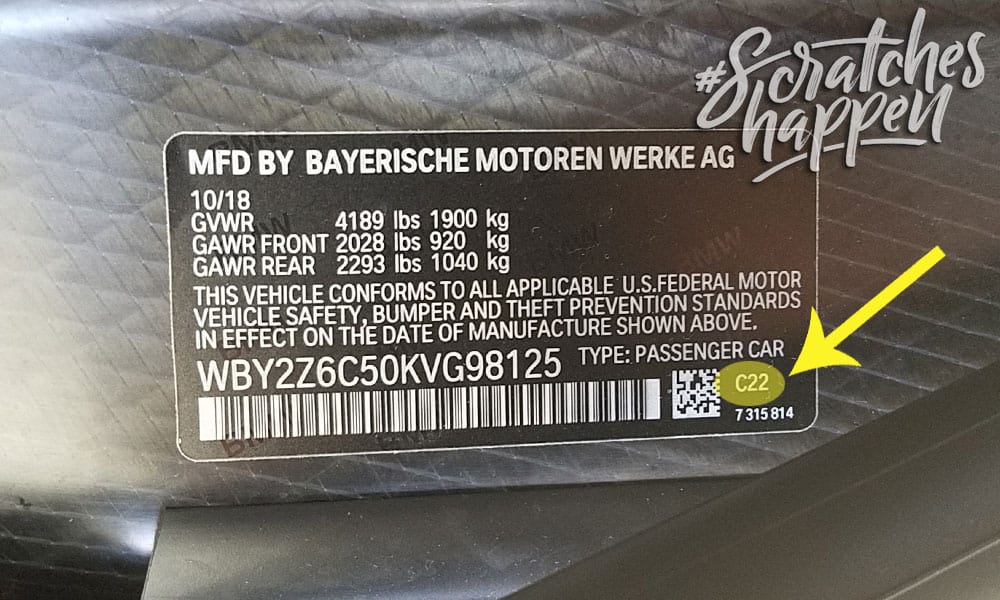 #Scratches
happen
MFD BY BAYERISCHE MOTOREN WERKE AG
10/18
GVWR 4189 lbs 1900 kg
GAWR FRONT 2028 lbs 920 kg
GAWR REAR 2293 lbs 1040 kg
THIS VEHICLE CONFORMS TO ALL APPLICABLE U.S.FEDERAL MOTOR
VEHICLE SAFETY, BUMPER AND THEFT PREVENTION STANDARDS
IN EFFECT ON THE DATE OF MANUFACTURE SHOWN ABOVE.
WBY2Z6C50KVG98125 TYPE: PASSENGER CAR
C22
7 315 814